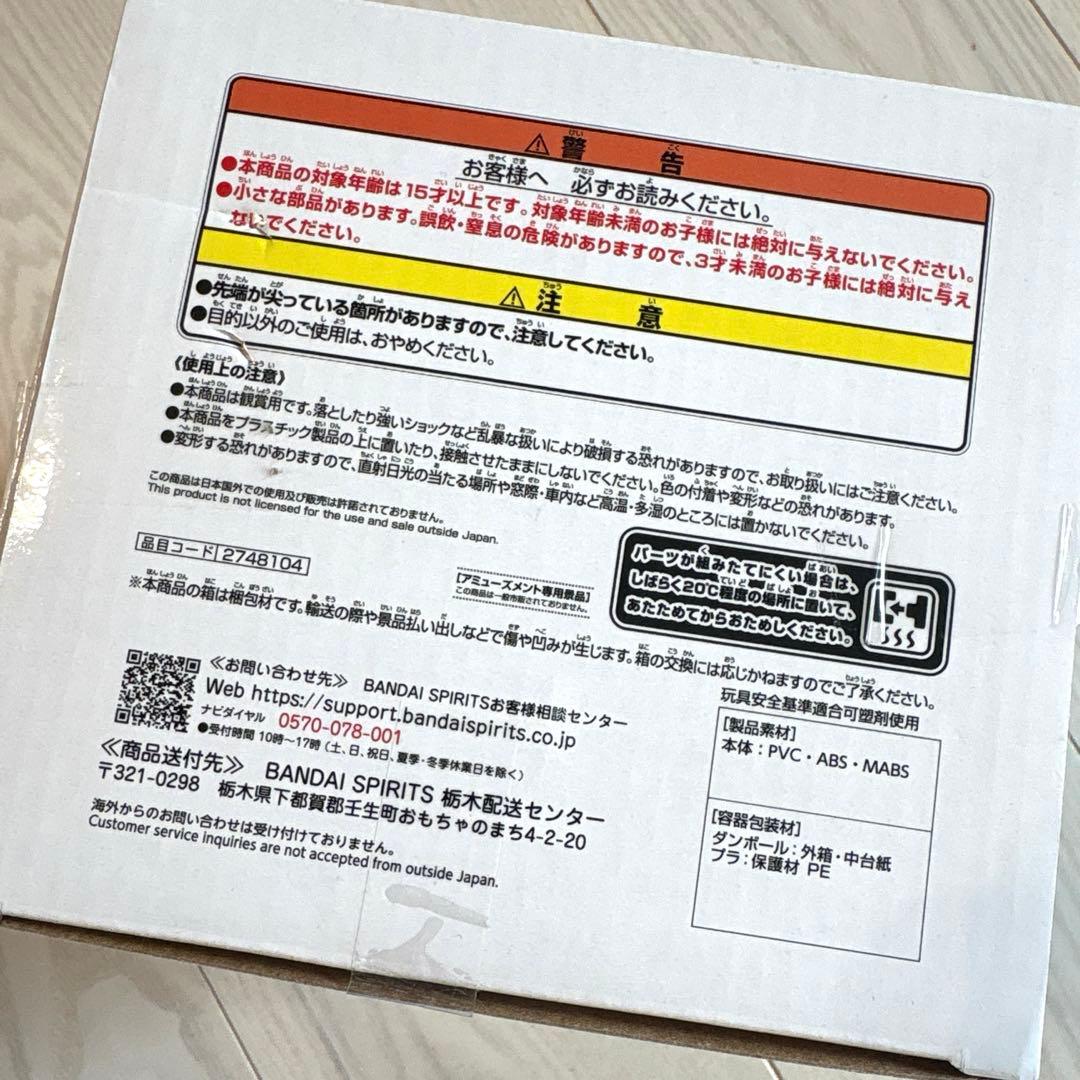 ⚠警告
お客様へ 必ずお読みください。
●本商品の対象年齢は15才以上です。対象年齢未満のお子様には絶対に与えないでください。
●小さな部品があります。誤飲・窒息の危険がありますので、3才未満のお子様には絶対に与え
ないでください。
⚠注意
●先端が尖っている箇所がありますので、注意してください。
●目的以外のご使用は、おやめください。
《使用上の注意》
●本商品は観賞用です。落としたり強いショックなど乱暴な扱いにより破損する恐れがありますので、お取り扱いにはご注意ください。
●本商品をプラスチック製品の上に置いたり、接触させたままにしないでください。色の付着や変形などの恐れがあります。
●変形する恐れがありますので、直射日光の当たる場所や窓際・車内など高温・多湿のところには置かないでください。
この商品は日本国外での使用及び販売は許諾されておりません。
This product is not licensed for the use and sale outside Japan.
品目コード 2748104
[アミューズメント専用景品]
この商品は一般市販されておりません。
パーツが組みたてにくい場合は、
しばらく20℃程度の場所に置いて、
あたためてからおためしください。
※本商品の箱は梱包材です。輸送の際や景品払い出しなどで傷や凹みが生じます。箱の交換には応じかねますのでご了承ください。
《お問い合わせ先》 BANDAI SPIRITSお客様相談センター
Web https://support.bandaispirits.co.jp
ナビダイヤル 0570-078-001
●受付時間 10時〜17時(土、日、祝日、夏季・冬季休業日を除く)
《商品送付先》 BANDAI SPIRITS 栃木配送センター
〒321-0298 栃木県下都賀郡壬生町おもちゃのまち4-2-20
海外からのお問い合わせは受け付けておりません。
Customer service inquiries are not accepted from outside Japan.
玩具安全基準適合可塑剤使用
[製品素材]
本体：PVC・ABS・MABS
[容器包装材]
ダンボール：外箱・中台紙
プラ：保護材 PE